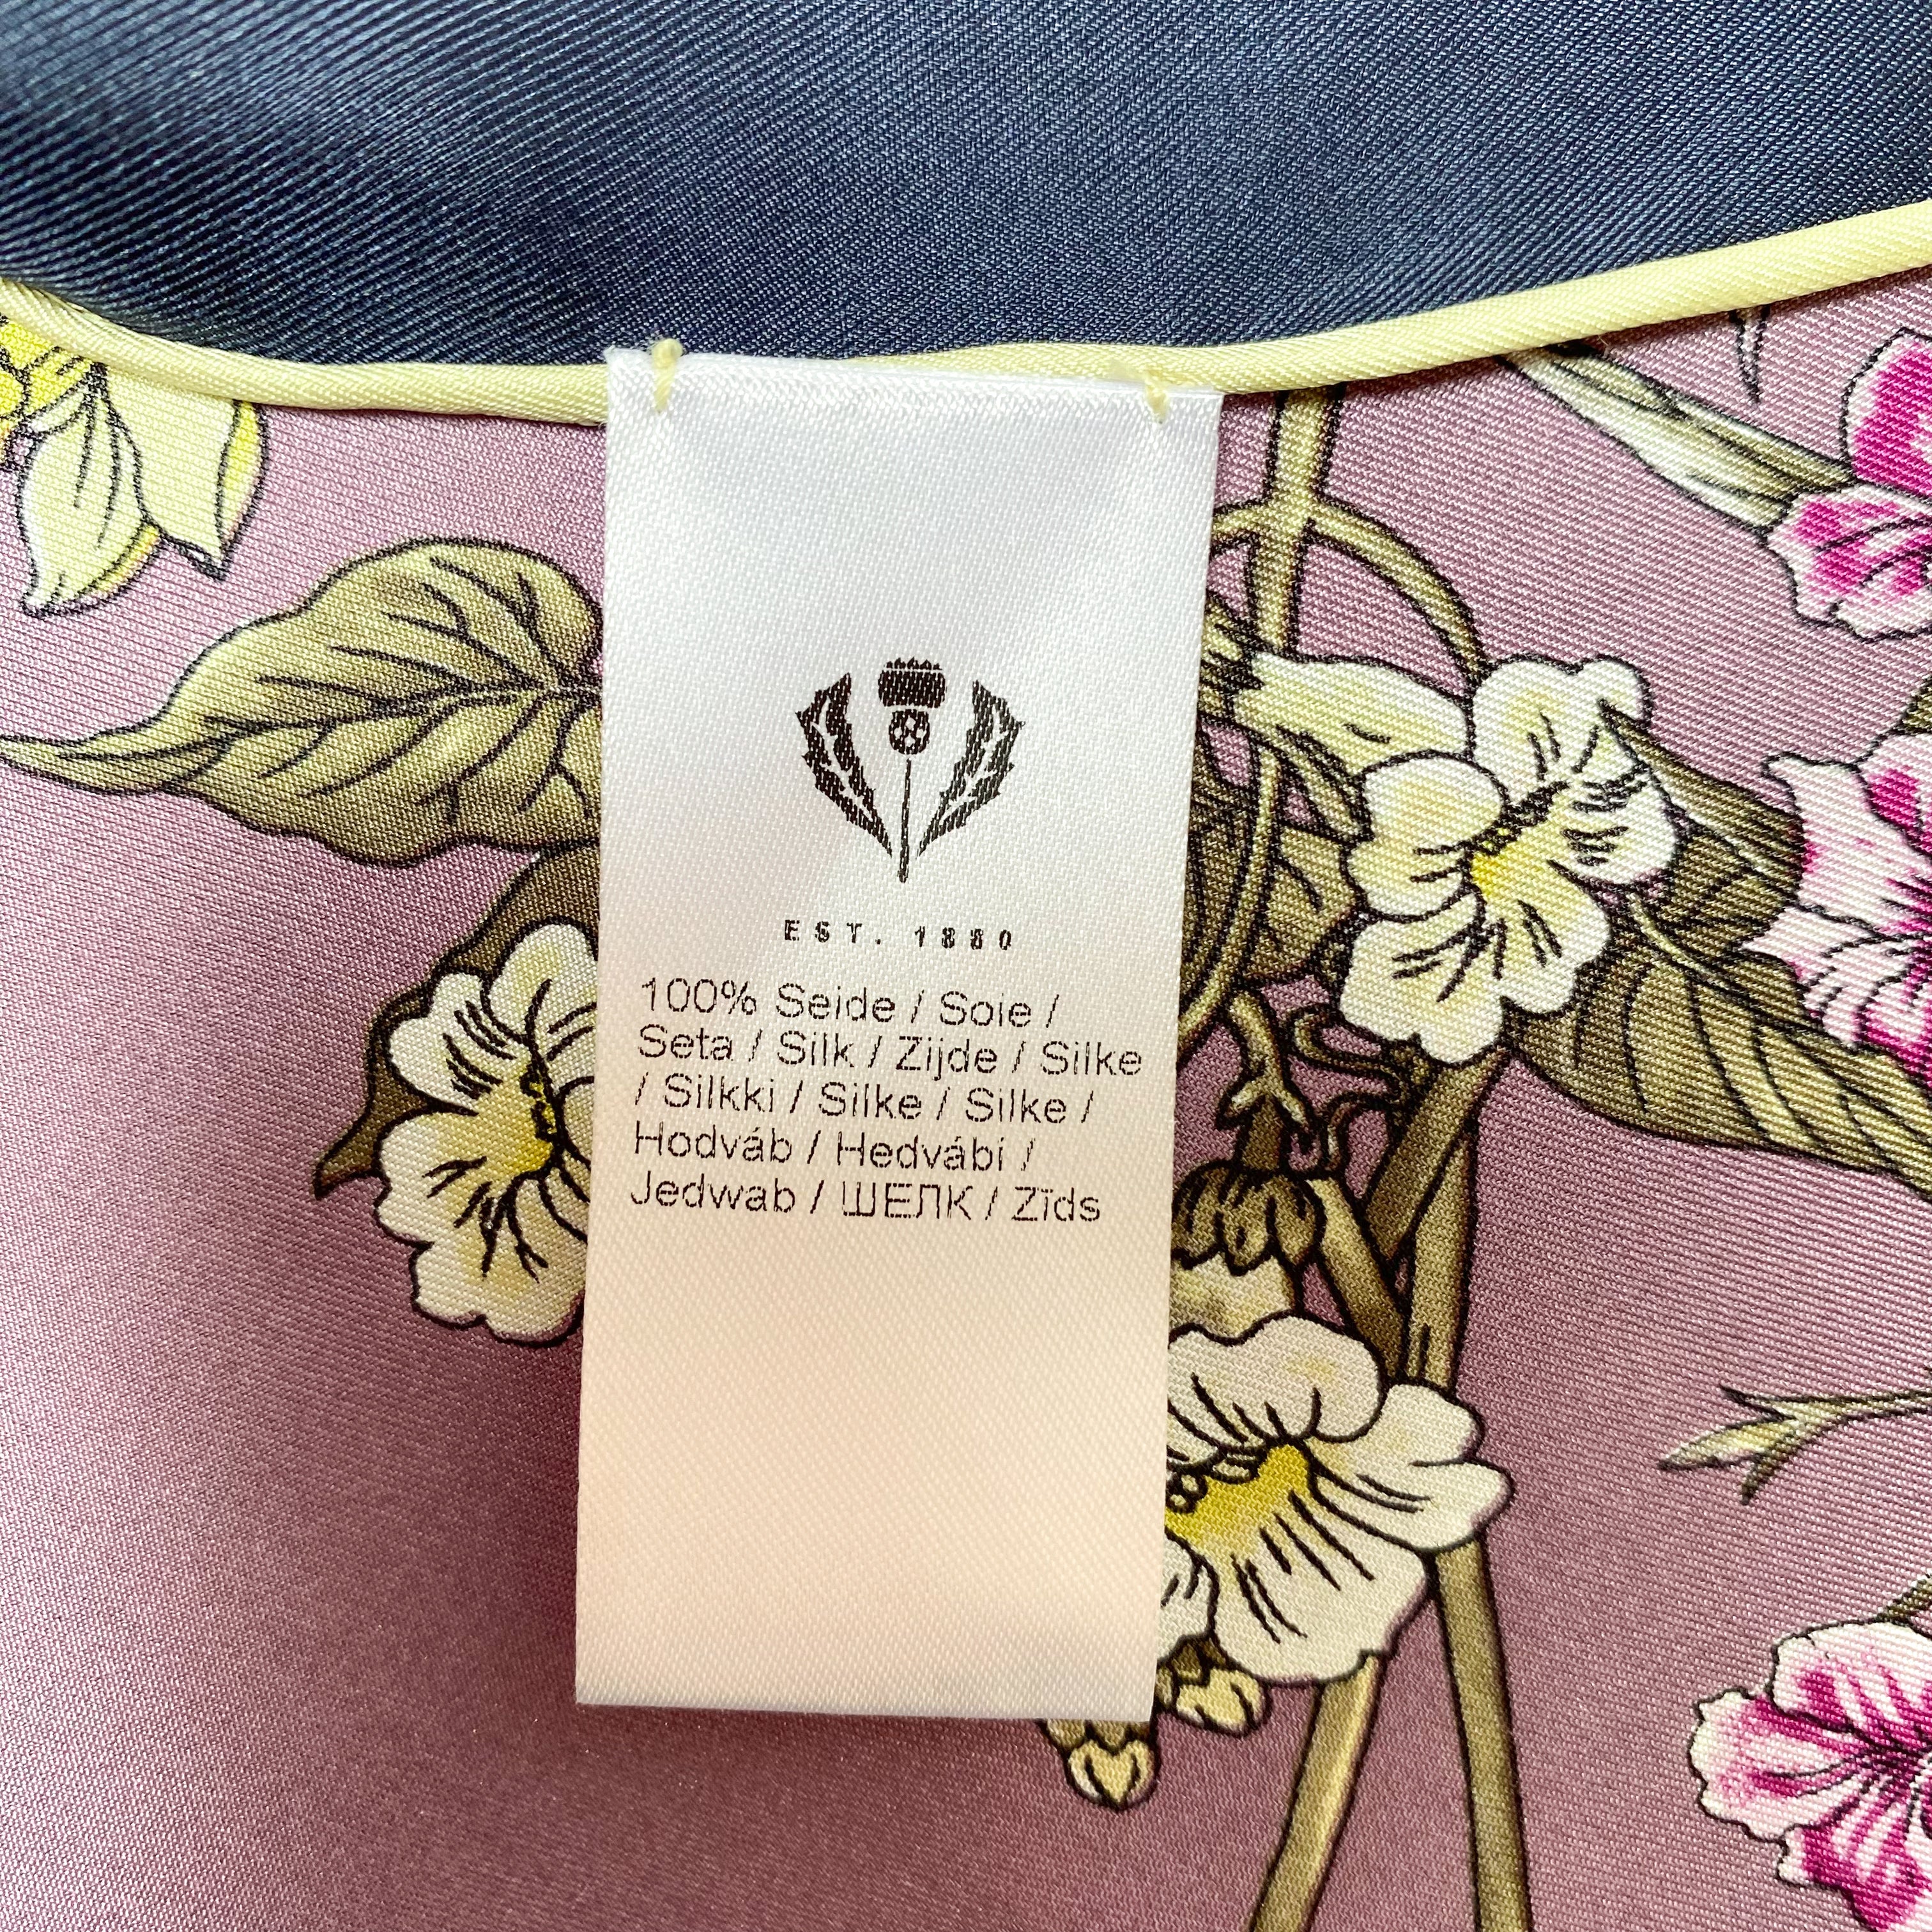 EST. 1880
100% Seide / Soie /
Seta / Silk / Zijde / Silke
/ Silkki / Silke / Silke /
Hodváb / Hedvábí /
Jedwab / ШЕЛК / Zīds